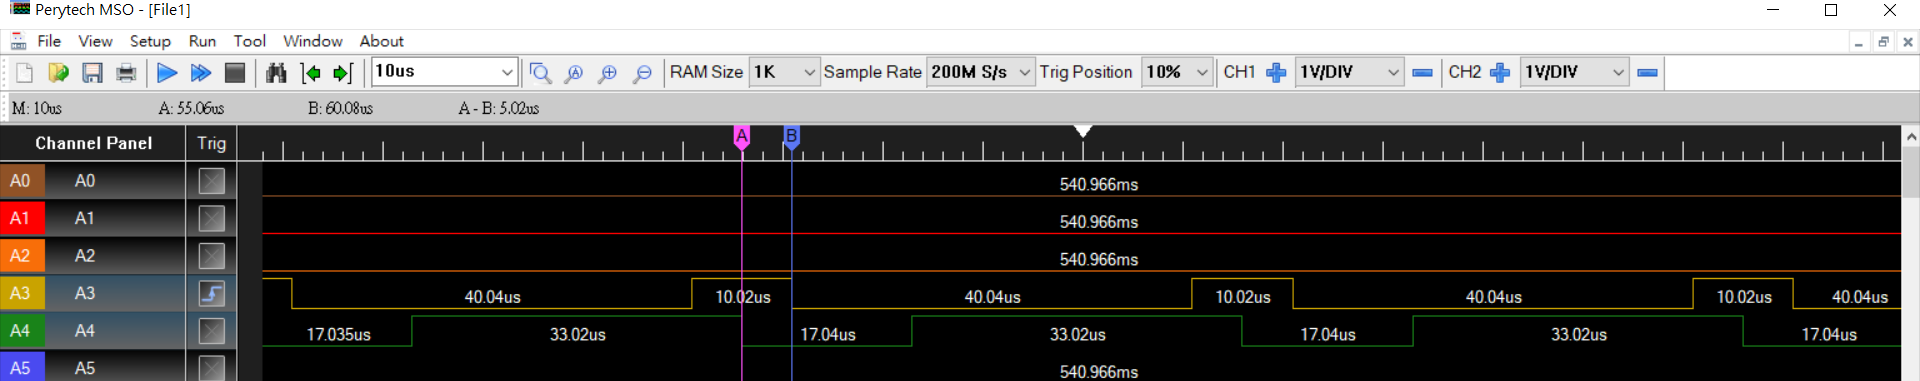 Perytech MSO - [File1]
File View Setup Run Tool Window About
10us RAM Size 1K Sample Rate 200M S/s Trig Position 10% CH1 1V/DIV CH2 1V/DIV
M: 10us A: 55.06us B: 60.08us A - B: 5.02us
Channel Panel Trig A B
A0 A0 540.966ms
A1 A1 540.966ms
A2 A2 540.966ms
A3 A3 40.04us 10.02us 40.04us 10.02us 40.04us 10.02us 40.04us
A4 A4 17.035us 33.02us 17.04us 33.02us 17.04us 33.02us 17.04us
A5 A5 540.966ms